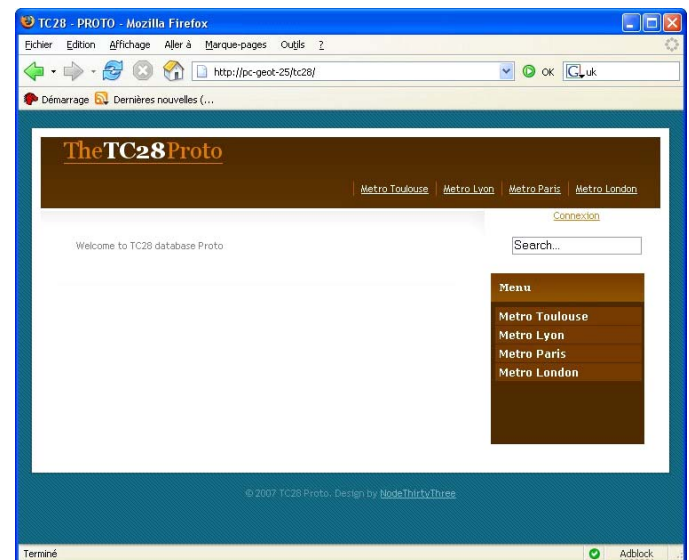 TC28 - PROTO - Mozilla Firefox
Fichier Edition Affichage Aller à Marque-pages Outils ?
http://pc-geot-25/tc28/ OK uk
Démarrage Dernières nouvelles (...
TheTC28Proto
Metro Toulouse Metro Lyon Metro Paris Metro London
Connexion
Welcome to TC28 database Proto
Search...
Menu
Metro Toulouse
Metro Lyon
Metro Paris
Metro London
© 2007 TC28 Proto. Design by NodeThirtyThree
Terminé Adblock